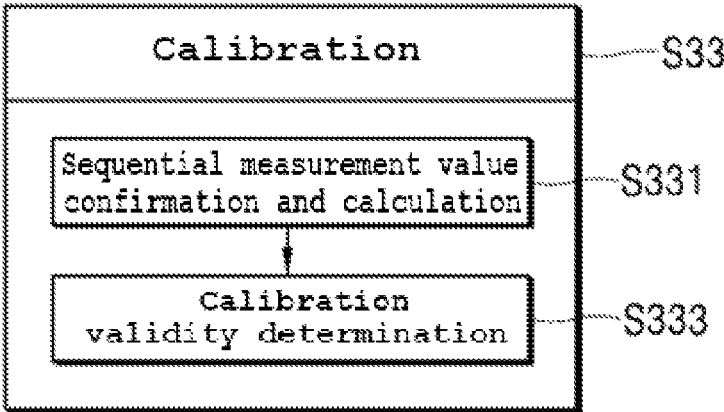 Calibration
S33
Sequential measurement value
confirmation and calculation
S331
Calibration
validity determination
S333